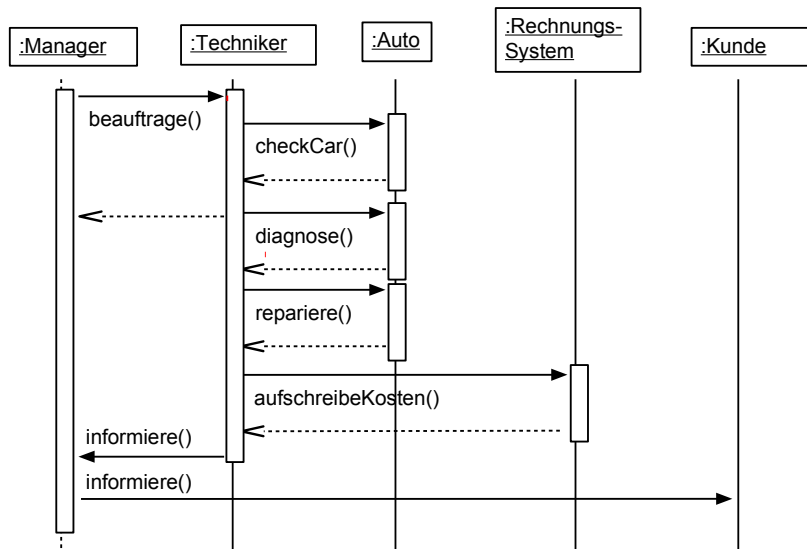 :Manager
:Techniker
:Auto
:Rechnungs-
System
:Kunde
beauftrage()
checkCar()
diagnose()
repariere()
aufschreibeKosten()
informiere()
informiere()